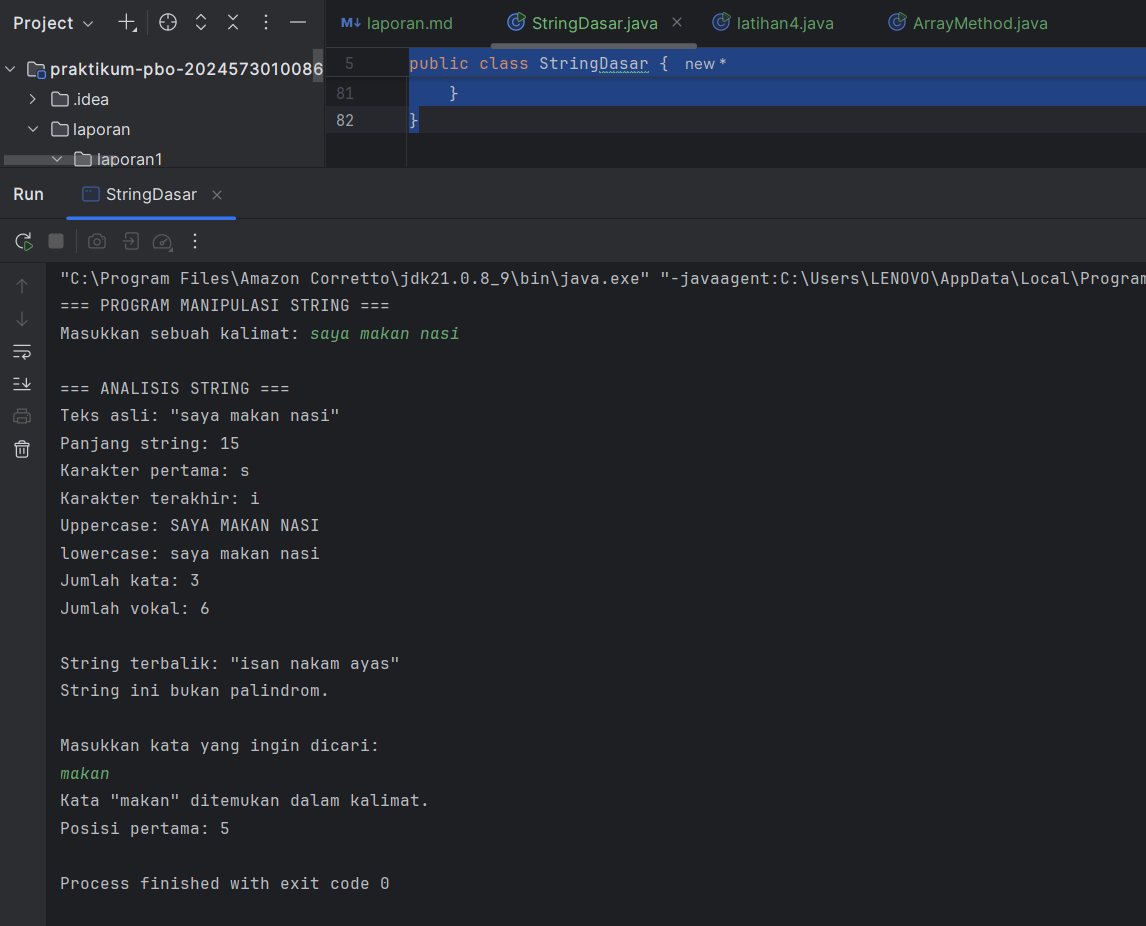 Project
M↓ laporan.md
StringDasar.java
latihan4.java
ArrayMethod.java
praktikum-pbo-2024573010086
.idea
laporan
laporan1
5 public class StringDasar { new *
81 }
82 }
Run StringDasar
"C:\Program Files\Amazon Corretto\jdk21.0.8_9\bin\java.exe" "-javaagent:C:\Users\LENOVO\AppData\Local\Program
=== PROGRAM MANIPULASI STRING ===
Masukkan sebuah kalimat: saya makan nasi
=== ANALISIS STRING ===
Teks asli: "saya makan nasi"
Panjang string: 15
Karakter pertama: s
Karakter terakhir: i
Uppercase: SAYA MAKAN NASI
lowercase: saya makan nasi
Jumlah kata: 3
Jumlah vokal: 6
String terbalik: "isan nakam ayas"
String ini bukan palindrom.
Masukkan kata yang ingin dicari:
makan
Kata "makan" ditemukan dalam kalimat.
Posisi pertama: 5
Process finished with exit code 0